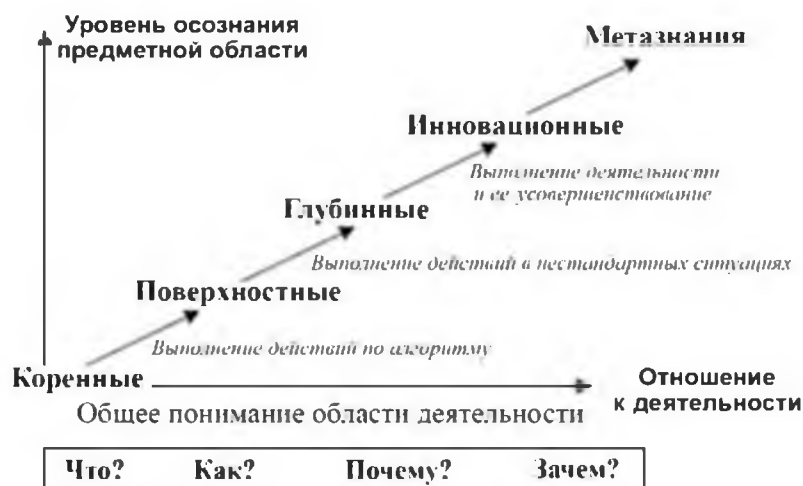 Уровень осознания
предметной области
Метазнания
Инновационные
Выполнение деятельности
и ее усовершенствование
Глубинные
Выполнение действий в нестандартных ситуациях
Поверхностные
Выполнение действий по алгоритму
Коренные
Отношение
к деятельности
Общее понимание области деятельности
Что? Как? Почему? Зачем?